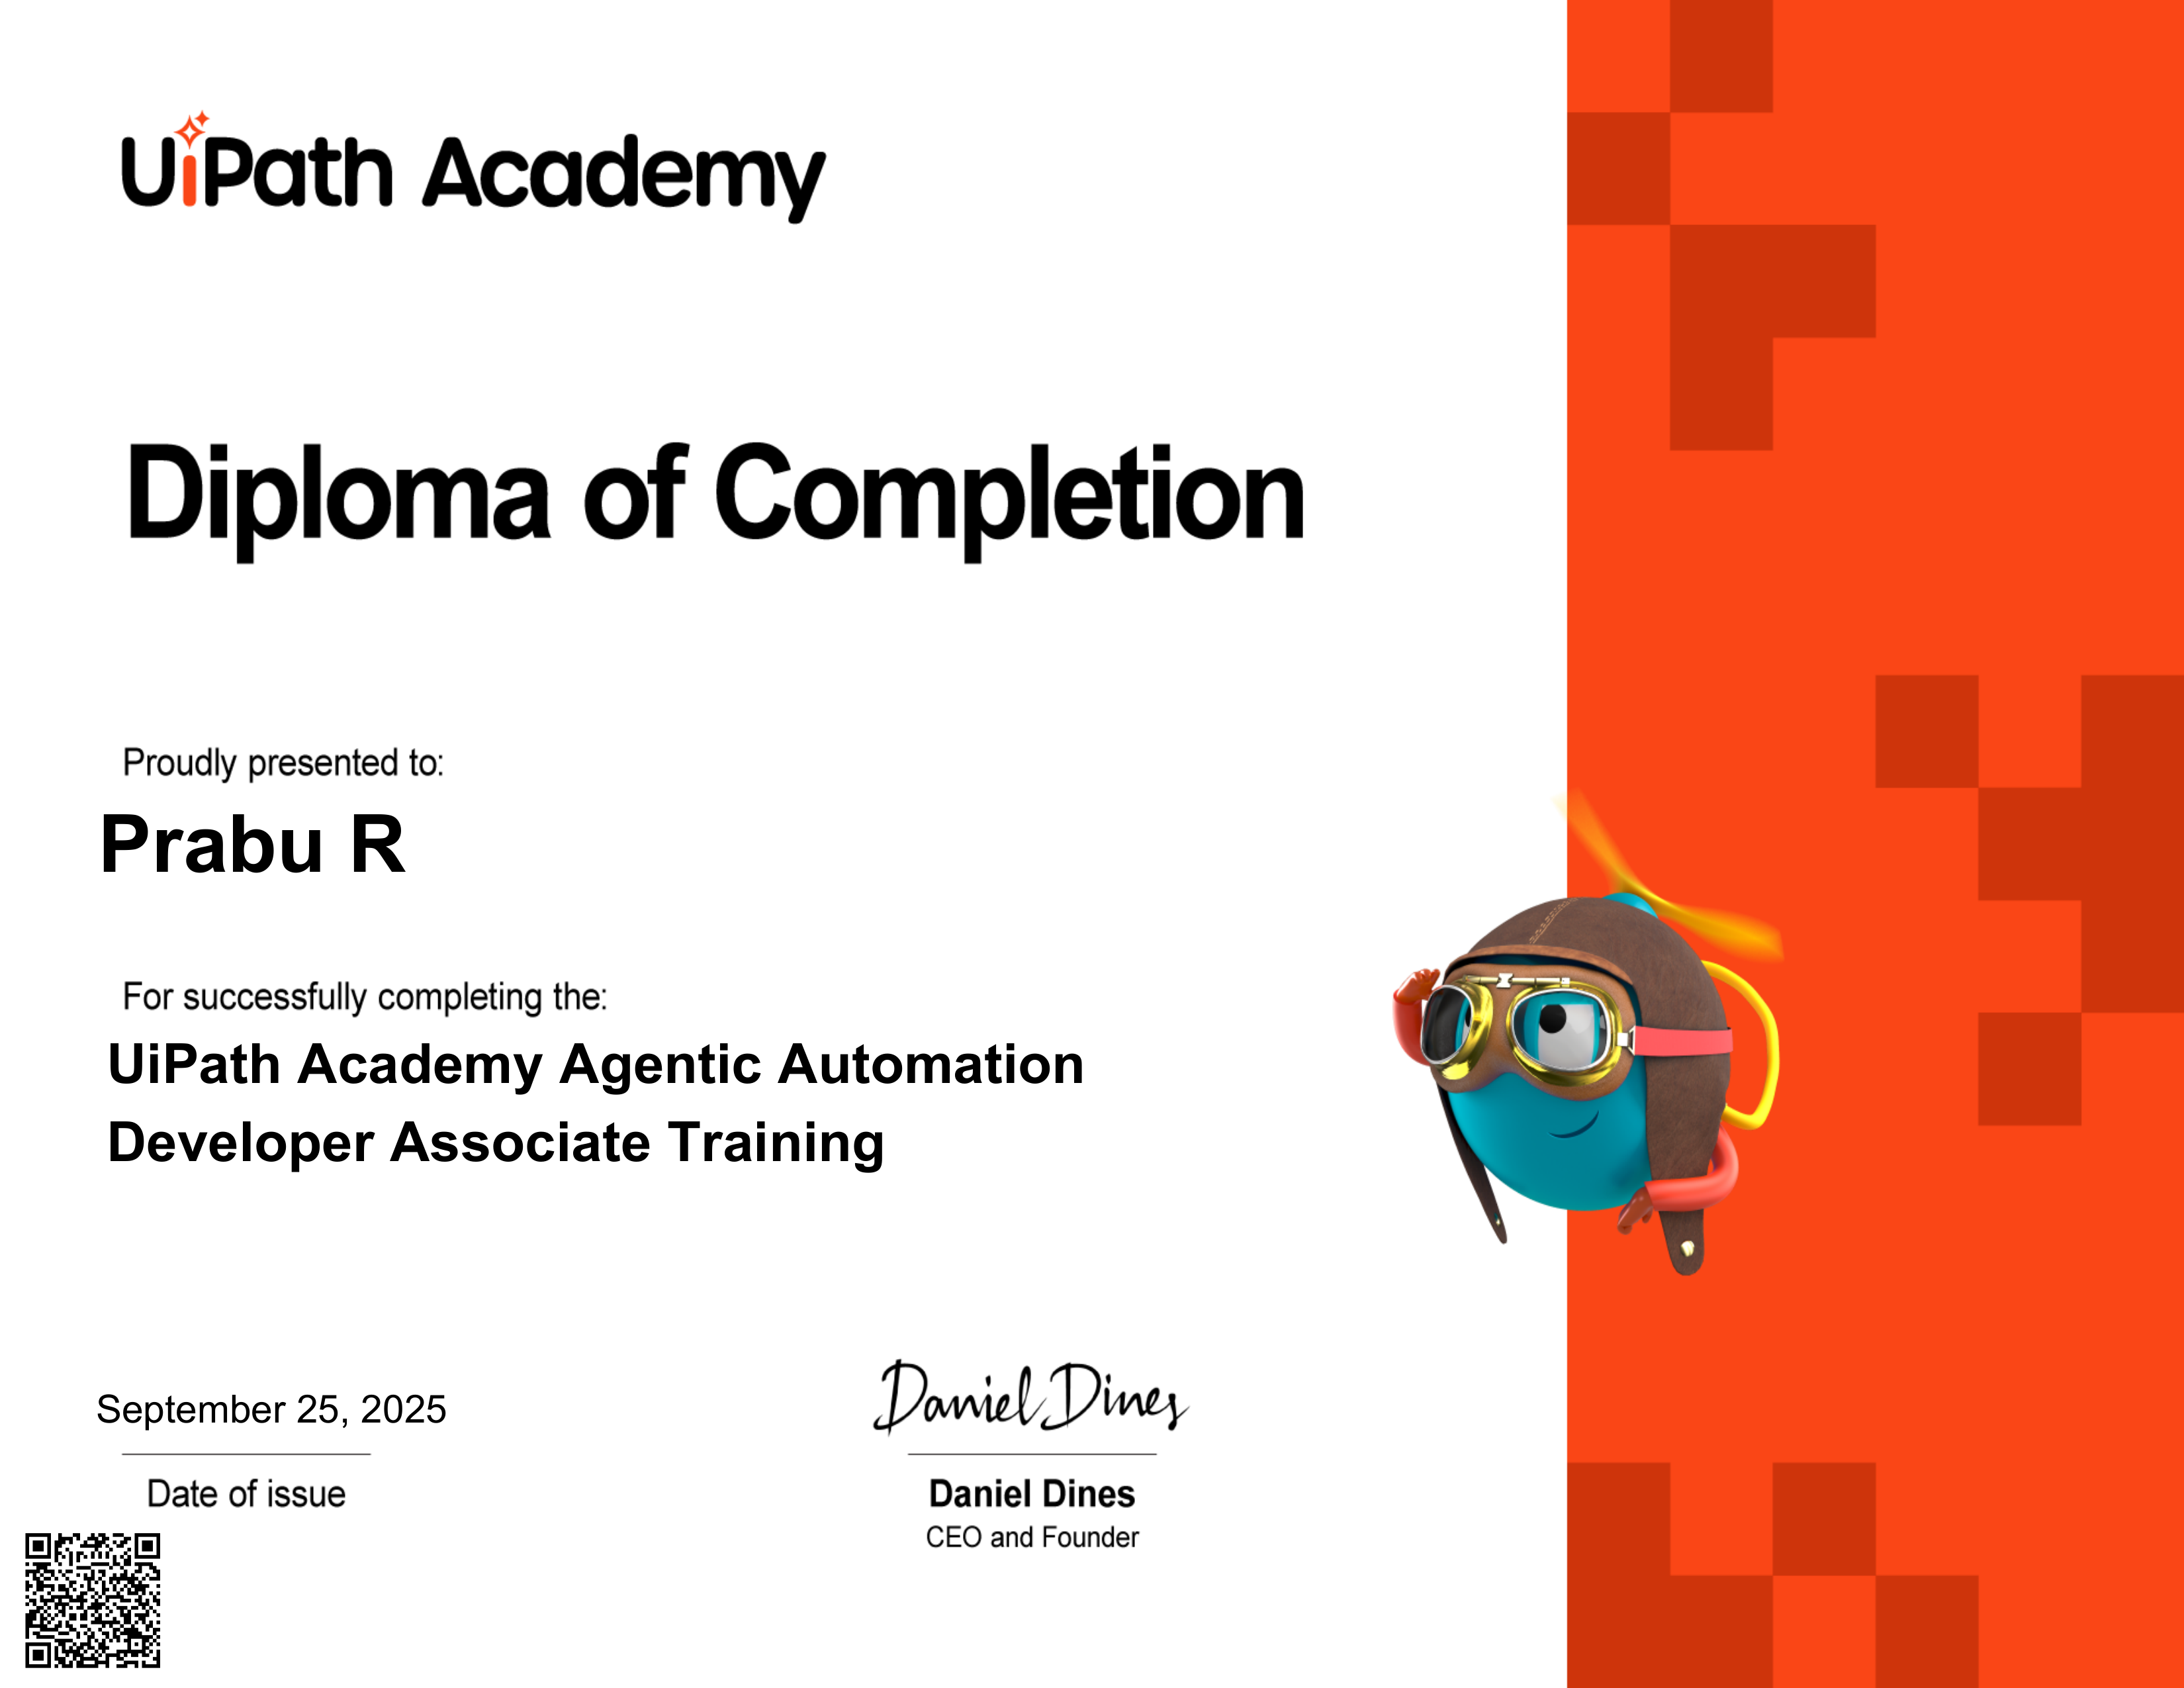 UiPath Academy
Diploma of Completion
Proudly presented to:
Prabu R
For successfully completing the:
UiPath Academy Agentic Automation
Developer Associate Training
September 25, 2025
Date of issue
Daniel Dines
Daniel Dines
CEO and Founder